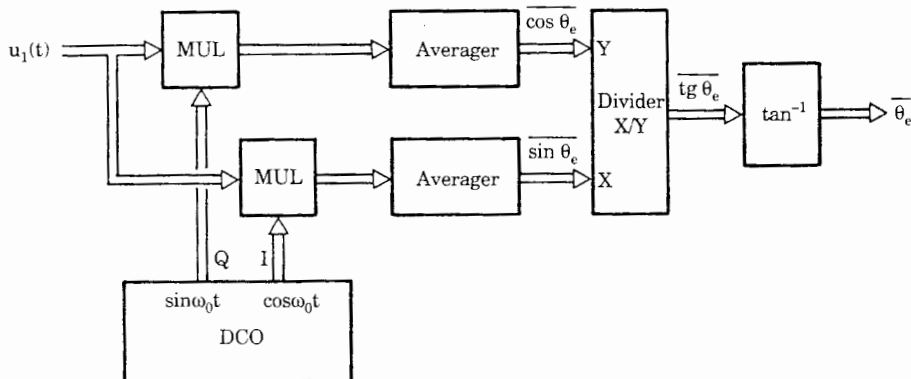 u₁(t)
MUL
Averager
cos θₑ
Y
Divider
X/Y
tg θₑ
tan⁻¹
θₑ
MUL
Averager
sin θₑ
X
Q
I
sinω₀t
cosω₀t
DCO